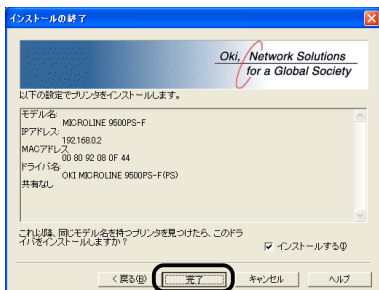 インストールの終了
Oki, Network Solutions
for a Global Society
以下の設定でプリンタをインストールします。
モデル名:
MICROLINE 9500PS-F
IPアドレス:
192.168.0.2
MACアドレス:
00 80 92 08 0F 44
ドライバ名:
OKI MICROLINE 9500PS-F(PS)
共有なし
これ以降、同じモデル名を持つプリンタを見つけたら、このドラ
イバをインストールしますか?
インストールする(I)
< 戻る(B)
完了
キャンセル
ヘルプ